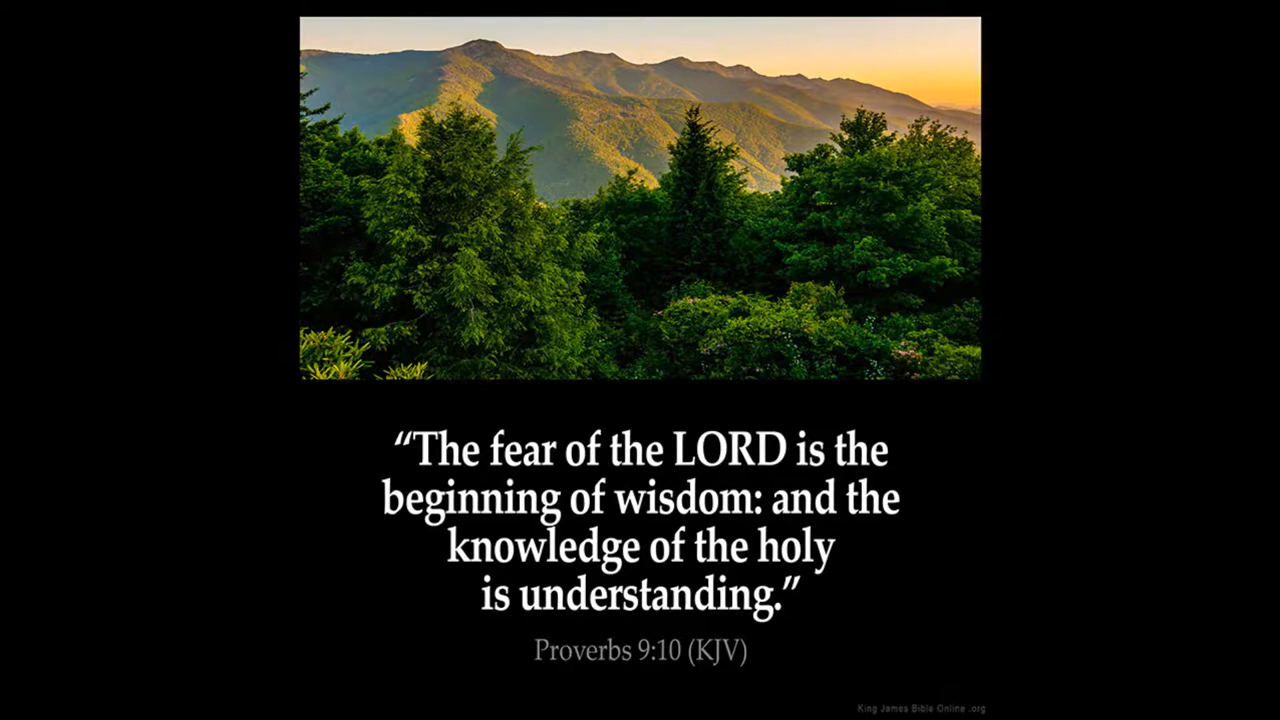 “The fear of the LORD is the
beginning of wisdom: and the
knowledge of the holy
is understanding.”
Proverbs 9:10 (KJV)
King James Bible Online .org